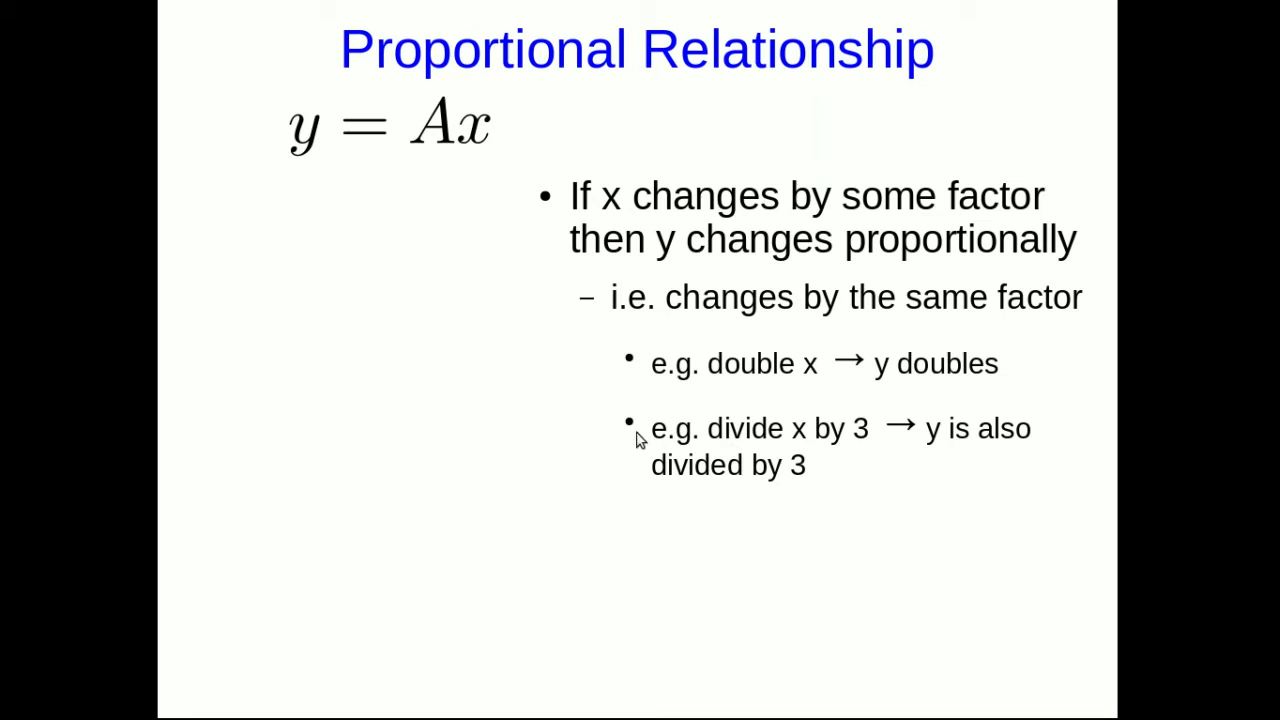 Proportional Relationship
y = Ax
• If x changes by some factor
then y changes proportionally
– i.e. changes by the same factor
• e.g. double x → y doubles
• e.g. divide x by 3 → y is also
divided by 3